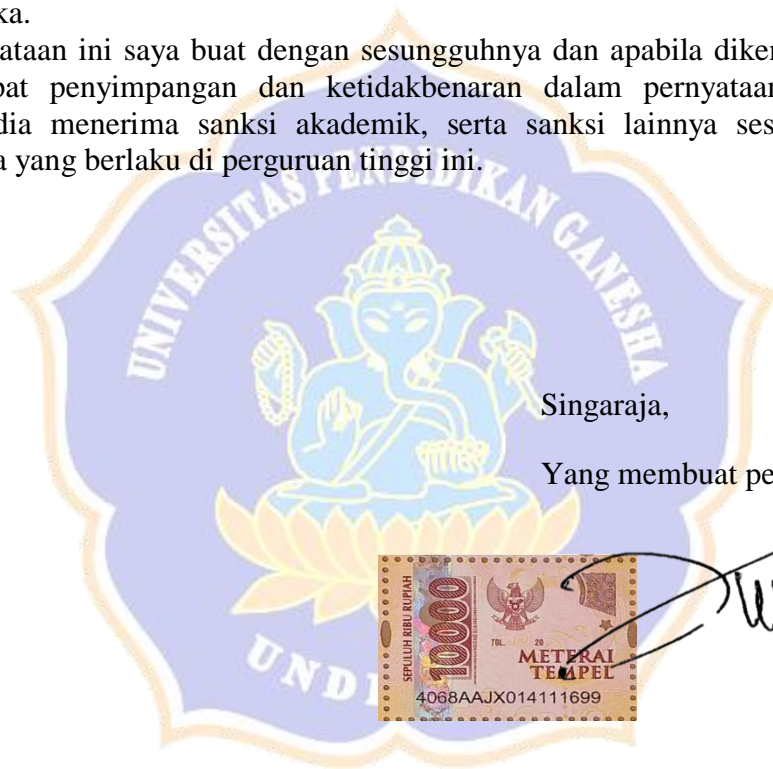 ka.
ataan ini saya buat dengan sesungguhnya dan apabila diker
pat penyimpangan dan ketidakbenaran dalam pernyataan
dia menerima sanksi akademik, serta sanksi lainnya ses
a yang berlaku di perguruan tinggi ini.
UNIVERSITAS PENDIDIKAN GANESHA
Singaraja,
Yang membuat pe
SEPULUH RIBU RUPIAH
10000
TGL. 20
METERAI
TEMPEL
4068AAJX014111699
UNDI